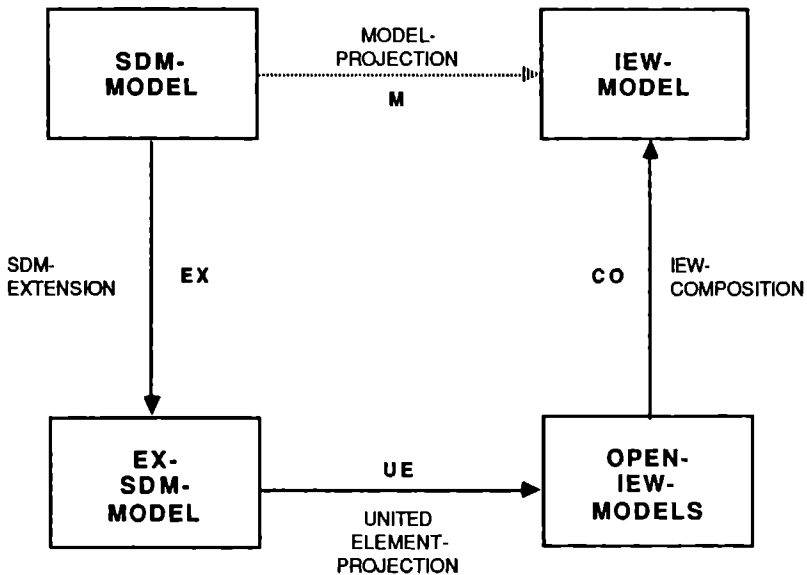 SDM-
MODEL
MODEL-
PROJECTION
M
IEW-
MODEL
SDM-
EXTENSION
EX
CO
IEW-
COMPOSITION
EX-
SDM-
MODEL
UE
UNITED
ELEMENT-
PROJECTION
OPEN-
IEW-
MODELS